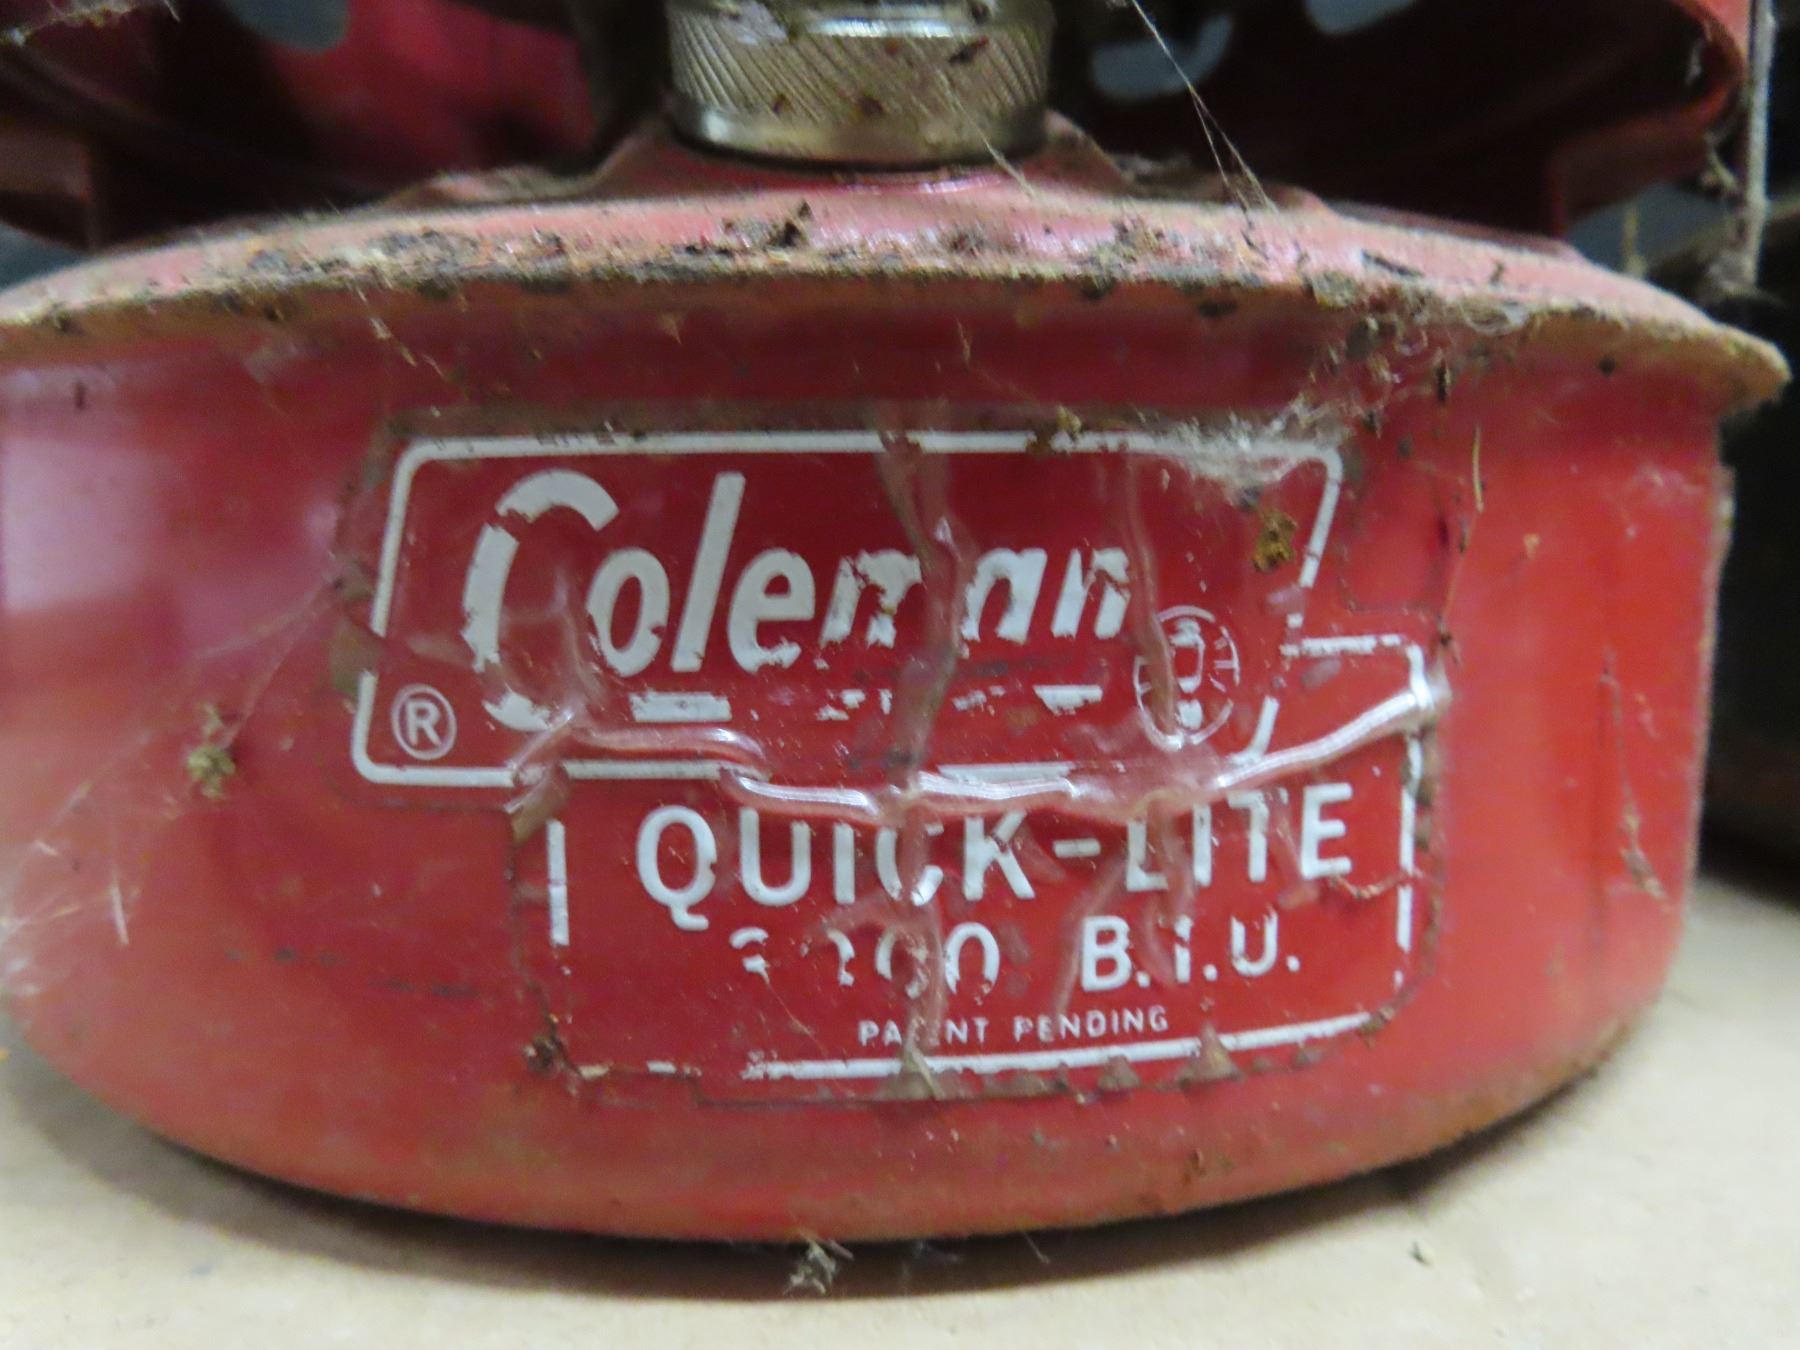 Coleman
®
QUICK-LITE
B.T.U.
PATENT PENDING